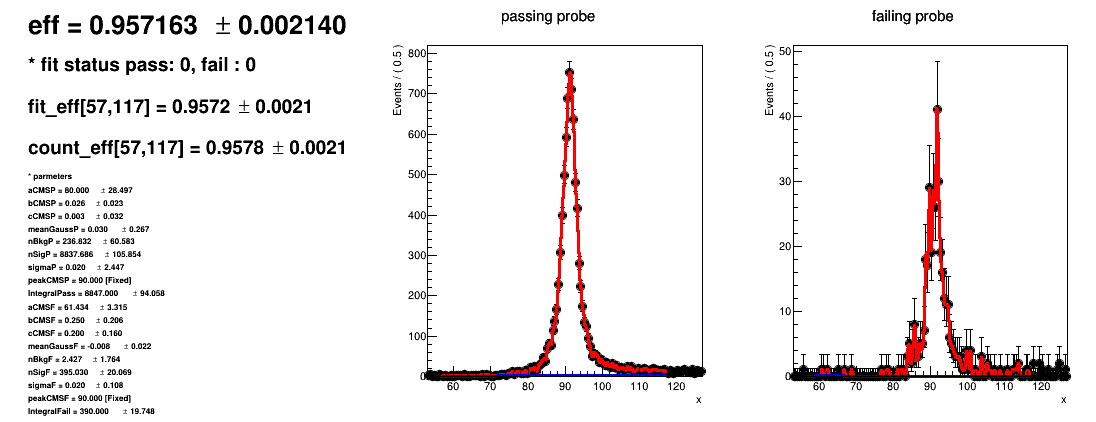 eff = 0.957163 ± 0.002140
* fit status pass: 0, fail : 0
fit_eff[57,117] = 0.9572 ± 0.0021
count_eff[57,117] = 0.9578 ± 0.0021
* parmeters
aCMSP = 80.000 ± 28.497
bCMSP = 0.026 ± 0.023
cCMSP = 0.003 ± 0.032
meanGaussP = 0.030 ± 0.267
nBkgP = 236.832 ± 60.583
nSigP = 8837.686 ± 105.854
sigmaP = 0.020 ± 2.447
peakCMSP = 90.000 [Fixed]
IntegralPass = 8847.000 ± 94.058
aCMSF = 61.434 ± 3.315
bCMSF = 0.250 ± 0.206
cCMSF = 0.200 ± 0.160
meanGaussF = -0.008 ± 0.022
nBkgF = 2.427 ± 1.764
nSigF = 395.030 ± 20.069
sigmaF = 0.020 ± 0.108
peakCMSF = 90.000 [Fixed]
IntegralFail = 390.000 ± 19.748
passing probe
Events / ( 0.5 )
800
700
600
500
400
300
200
100
0
60 70 80 90 100 110 120
x
failing probe
Events / ( 0.5 )
50
40
30
20
10
0
60 70 80 90 100 110 120
x